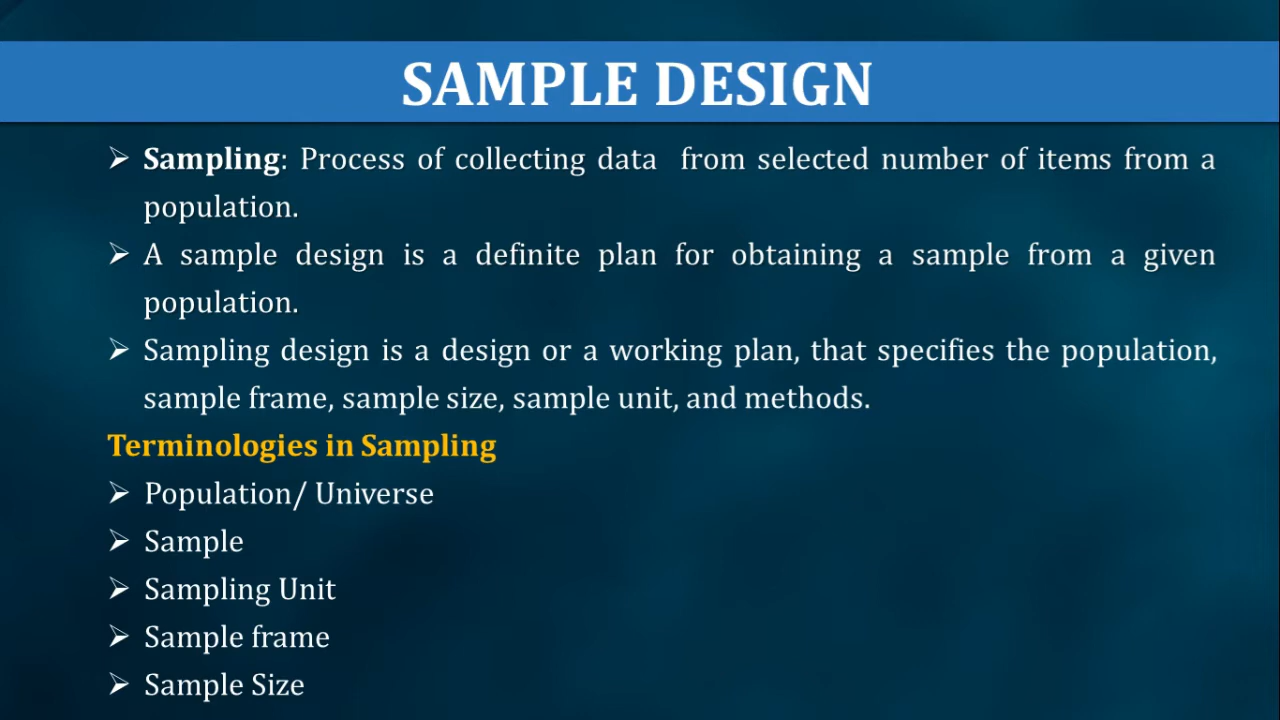 SAMPLE DESIGN
➢ Sampling: Process of collecting data from selected number of items from a
population.
➢ A sample design is a definite plan for obtaining a sample from a given
population.
➢ Sampling design is a design or a working plan, that specifies the population,
sample frame, sample size, sample unit, and methods.
Terminologies in Sampling
➢ Population/ Universe
➢ Sample
➢ Sampling Unit
➢ Sample frame
➢ Sample Size